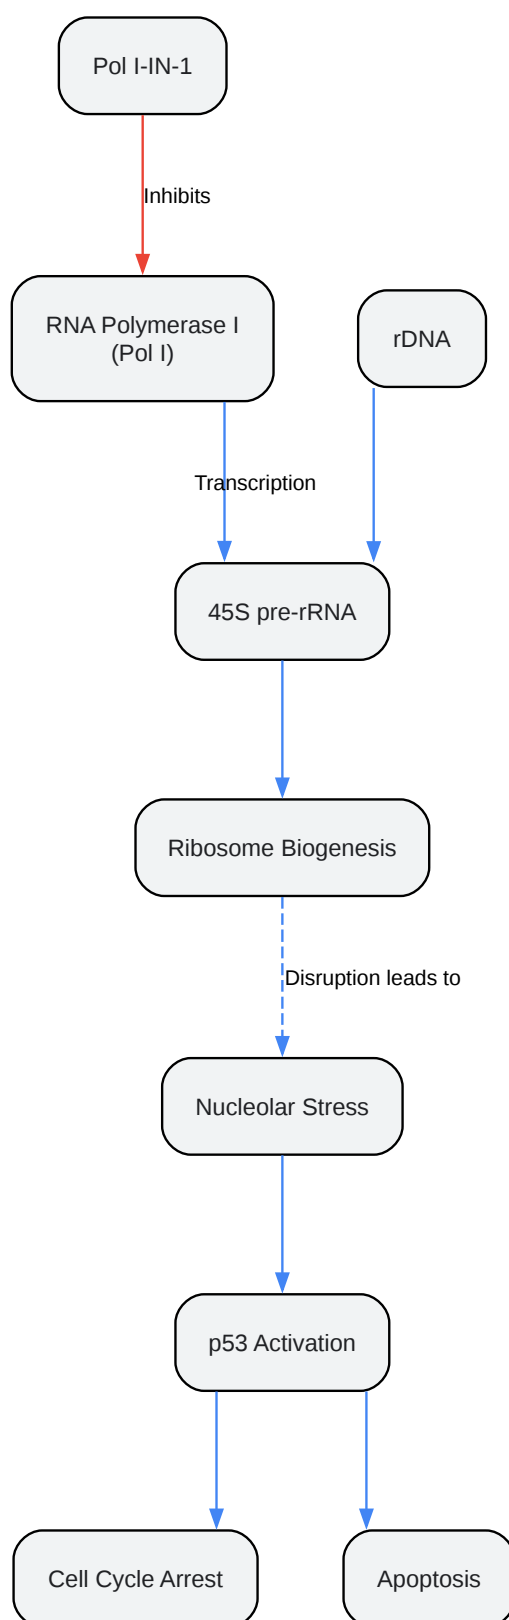 Pol I-IN-1
Inhibits
RNA Polymerase I
(Pol I)
rDNA
Transcription
45S pre-rRNA
Ribosome Biogenesis
Disruption leads to
Nucleolar Stress
p53 Activation
Cell Cycle Arrest
Apoptosis